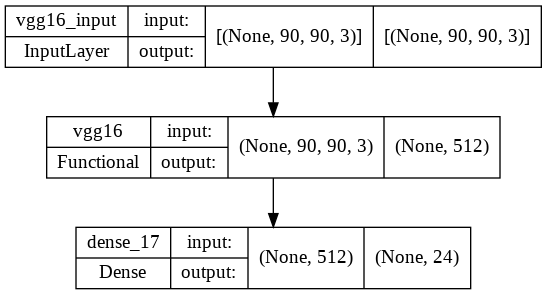 vgg16_input input: [(None, 90, 90, 3)] [(None, 90, 90, 3)]
InputLayer output:
vgg16 input: (None, 90, 90, 3) (None, 512)
Functional output:
dense_17 input: (None, 512) (None, 24)
Dense output: